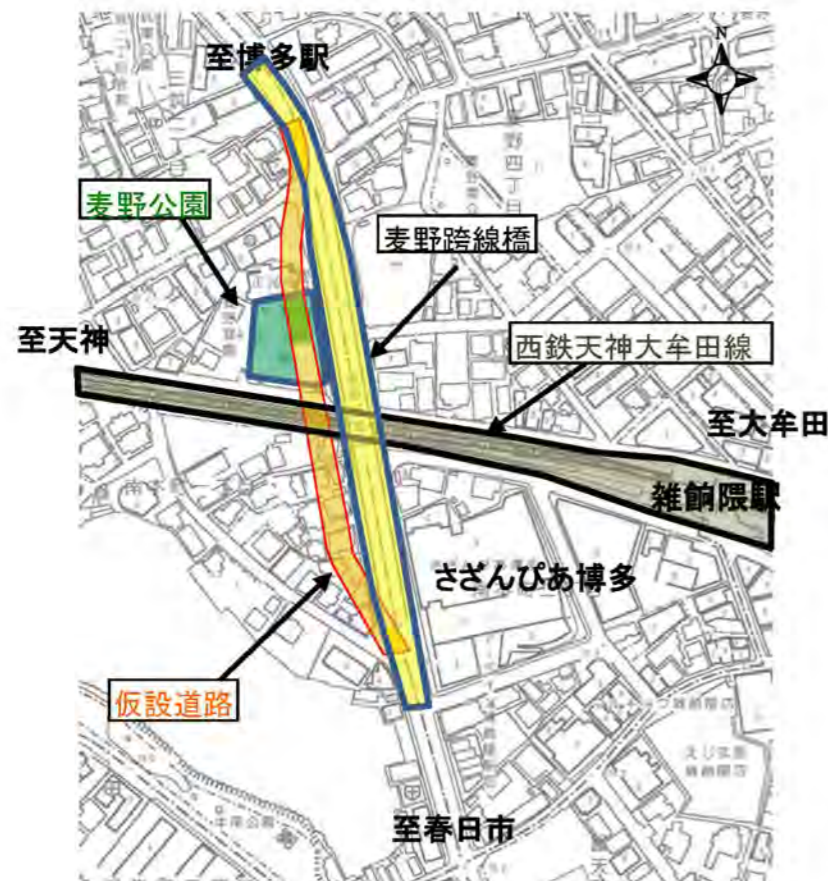 至博多駅
N
麦野公園
麦野跨線橋
至天神
西鉄天神大牟田線
至大牟田
雑餉隈駅
さざんぴあ博多
仮設道路
至春日市